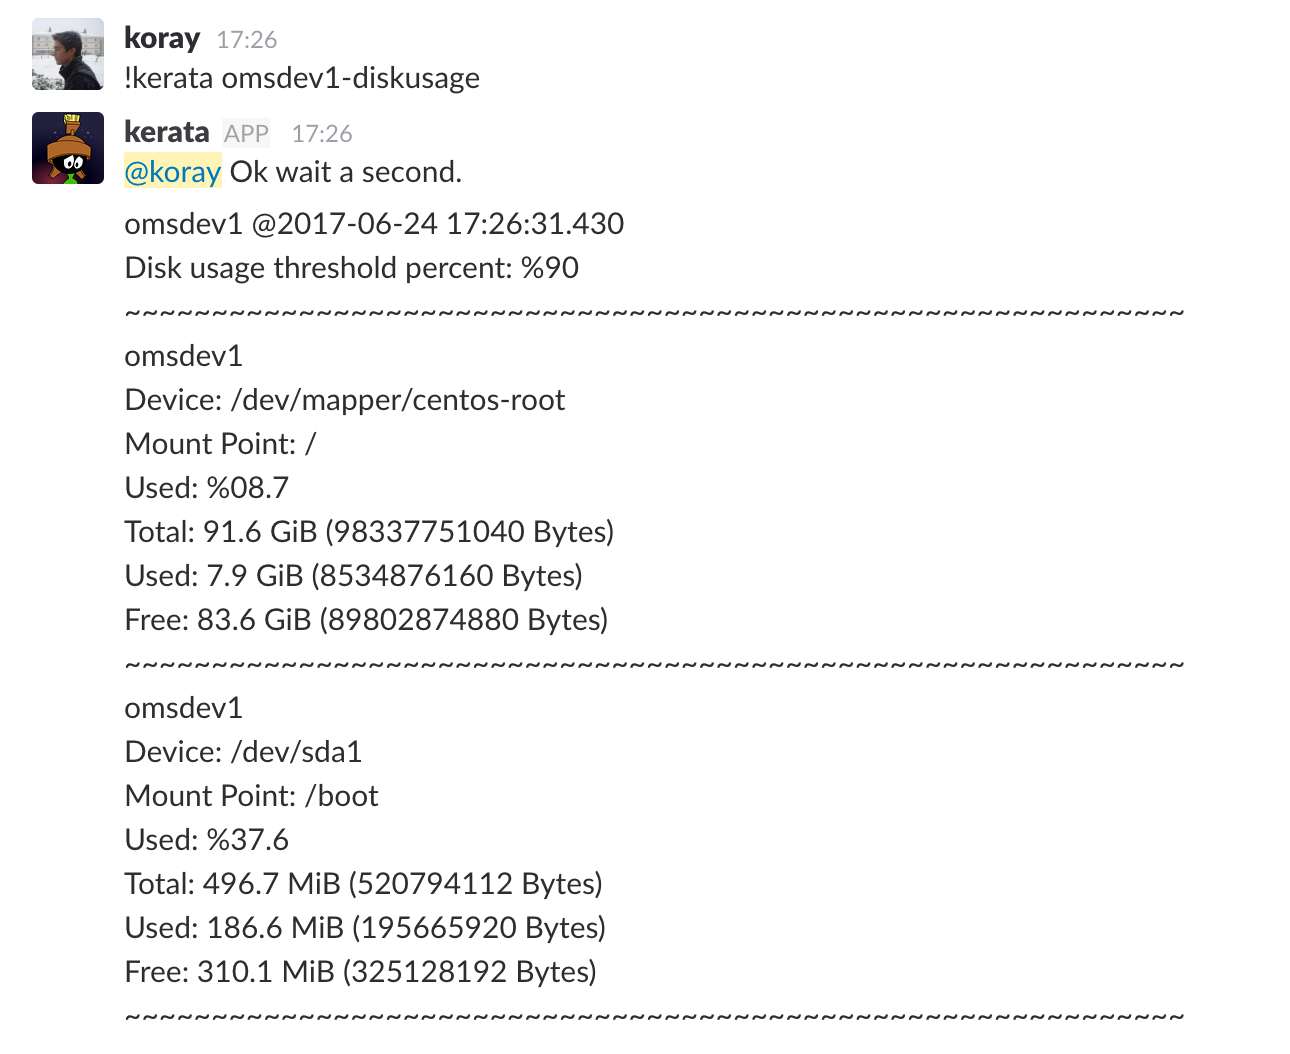 koray 17:26
!kerata omsdev1-diskusage
kerata APP 17:26
@koray Ok wait a second.
omsdev1 @2017-06-24 17:26:31.430
Disk usage threshold percent: %90
~~~~~~~~~~~~~~~~~~~~~~~~~~~~~~~~~~~~~~~~~~~~~~~~~~~~~~~~~~~~~
omsdev1
Device: /dev/mapper/centos-root
Mount Point: /
Used: %08.7
Total: 91.6 GiB (98337751040 Bytes)
Used: 7.9 GiB (8534876160 Bytes)
Free: 83.6 GiB (89802874880 Bytes)
~~~~~~~~~~~~~~~~~~~~~~~~~~~~~~~~~~~~~~~~~~~~~~~~~~~~~~~~~~~~~
omsdev1
Device: /dev/sda1
Mount Point: /boot
Used: %37.6
Total: 496.7 MiB (520794112 Bytes)
Used: 186.6 MiB (195665920 Bytes)
Free: 310.1 MiB (325128192 Bytes)
~~~~~~~~~~~~~~~~~~~~~~~~~~~~~~~~~~~~~~~~~~~~~~~~~~~~~~~~~~~~~